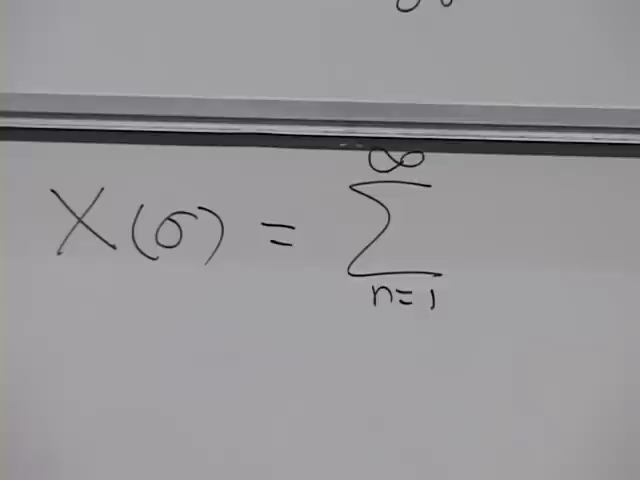 X(σ) = ∑_{n=1}^{∞}